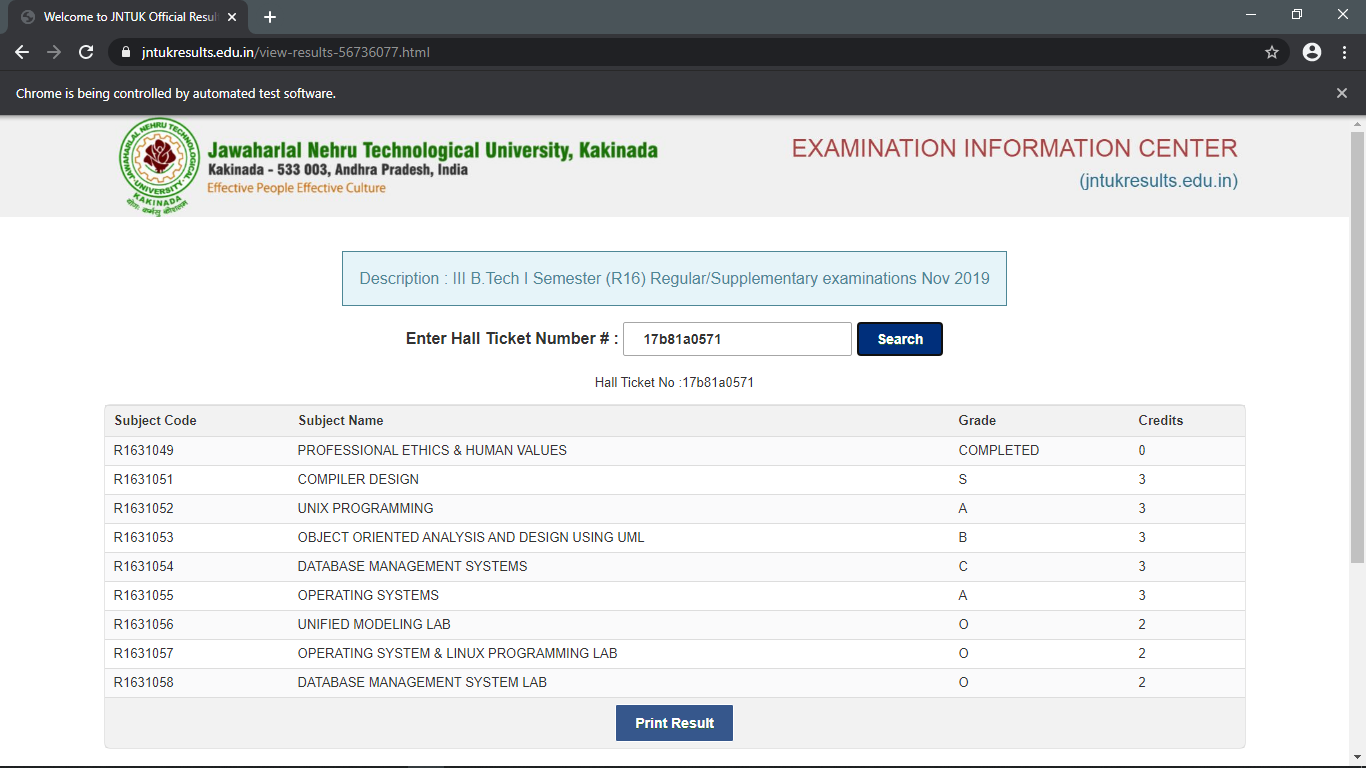 Welcome to JNTUK Official Resul
jntukresults.edu.in/view-results-56736077.html
Chrome is being controlled by automated test software.
JAWAHARLAL NEHRU TECHNOLOGICAL UNIVERSITY
KAKINADA
Jawaharlal Nehru Technological University, Kakinada
Kakinada - 533 003, Andhra Pradesh, India
Effective People Effective Culture
EXAMINATION INFORMATION CENTER
(jntukresults.edu.in)
Description : III B.Tech I Semester (R16) Regular/Supplementary examinations Nov 2019
Enter Hall Ticket Number # : 17b81a0571 Search
Hall Ticket No :17b81a0571
Subject Code Subject Name Grade Credits
R1631049 PROFESSIONAL ETHICS & HUMAN VALUES COMPLETED 0
R1631051 COMPILER DESIGN S 3
R1631052 UNIX PROGRAMMING A 3
R1631053 OBJECT ORIENTED ANALYSIS AND DESIGN USING UML B 3
R1631054 DATABASE MANAGEMENT SYSTEMS C 3
R1631055 OPERATING SYSTEMS A 3
R1631056 UNIFIED MODELING LAB O 2
R1631057 OPERATING SYSTEM & LINUX PROGRAMMING LAB O 2
R1631058 DATABASE MANAGEMENT SYSTEM LAB O 2
Print Result